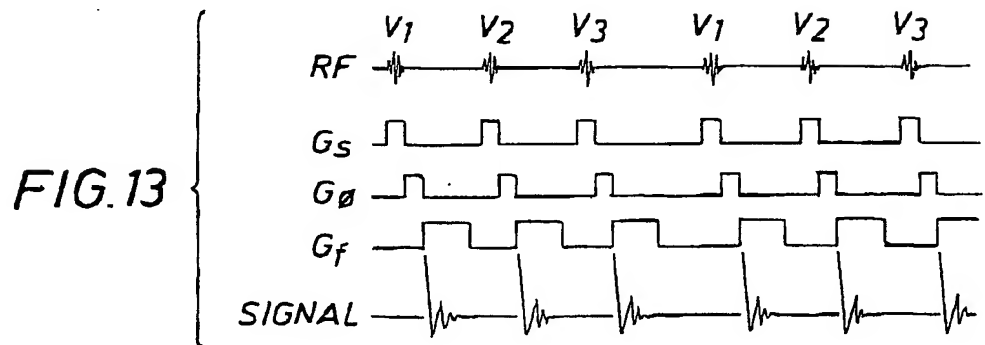 V1 V2 V3 V1 V2 V3
RF
Gs
GØ
FIG.13
Gf
SIGNAL